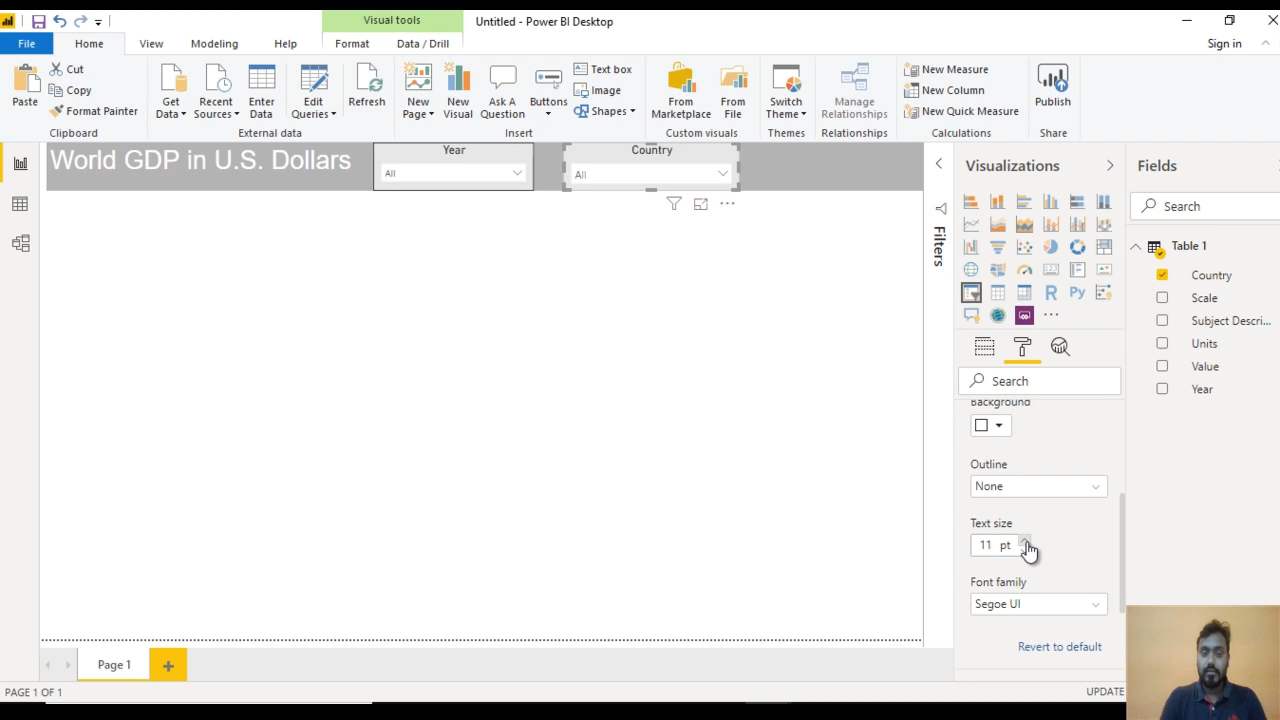 Visual tools
Untitled - Power BI Desktop
File
Home
View
Modeling
Help
Format
Data / Drill
Sign in
Paste
Cut
Copy
Format Painter
Clipboard
Get
Data
Recent
Sources
Enter
Data
Edit
Queries
Refresh
External data
New
Page
New
Visual
Ask A
Question
Buttons
Text box
Image
Shapes
Insert
From
Marketplace
From
File
Custom visuals
Switch
Theme
Themes
Manage
Relationships
Relationships
New Measure
New Column
New Quick Measure
Calculations
Publish
Share
World GDP in U.S. Dollars
Year
All
Country
All
Filters
Visualizations
R
Py
Search
Background
Outline
None
Text size
11 pt
Font family
Segoe UI
Revert to default
Fields
Search
Table 1
Country
Scale
Subject Descri...
Units
Value
Year
Page 1
PAGE 1 OF 1
UPDATE